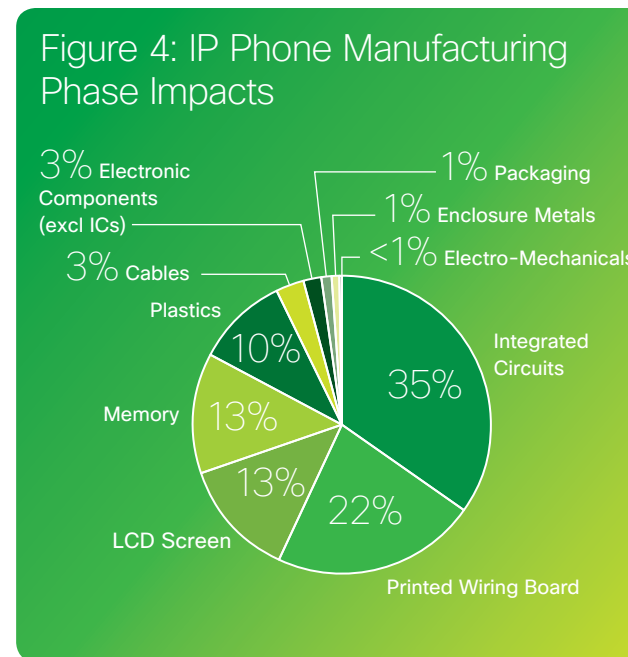 Figure 4: IP Phone Manufacturing
Phase Impacts
3% Electronic
Components
(excl ICs)
1% Packaging
1% Enclosure Metals
3% Cables
<1% Electro-Mechanicals
Plastics
10%
Integrated
Circuits
35%
Memory
13%
13%
LCD Screen
22%
Printed Wiring Board